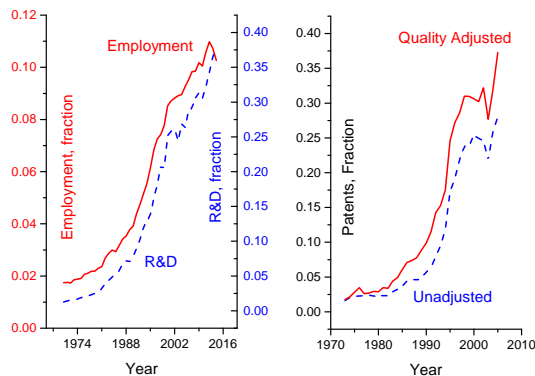 0.12
0.10
0.08
0.06
0.04
0.02
0.00
Employment, fraction
Employment
R&D
0.40
0.35
0.30
0.25
0.20
0.15
0.10
0.05
0.00
R&D, fraction
1974 1988 2002 2016
Year
0.40
0.35
0.30
0.25
0.20
0.15
0.10
0.05
0.00
Patents, Fraction
Quality Adjusted
Unadjusted
1970 1980 1990 2000 2010
Year